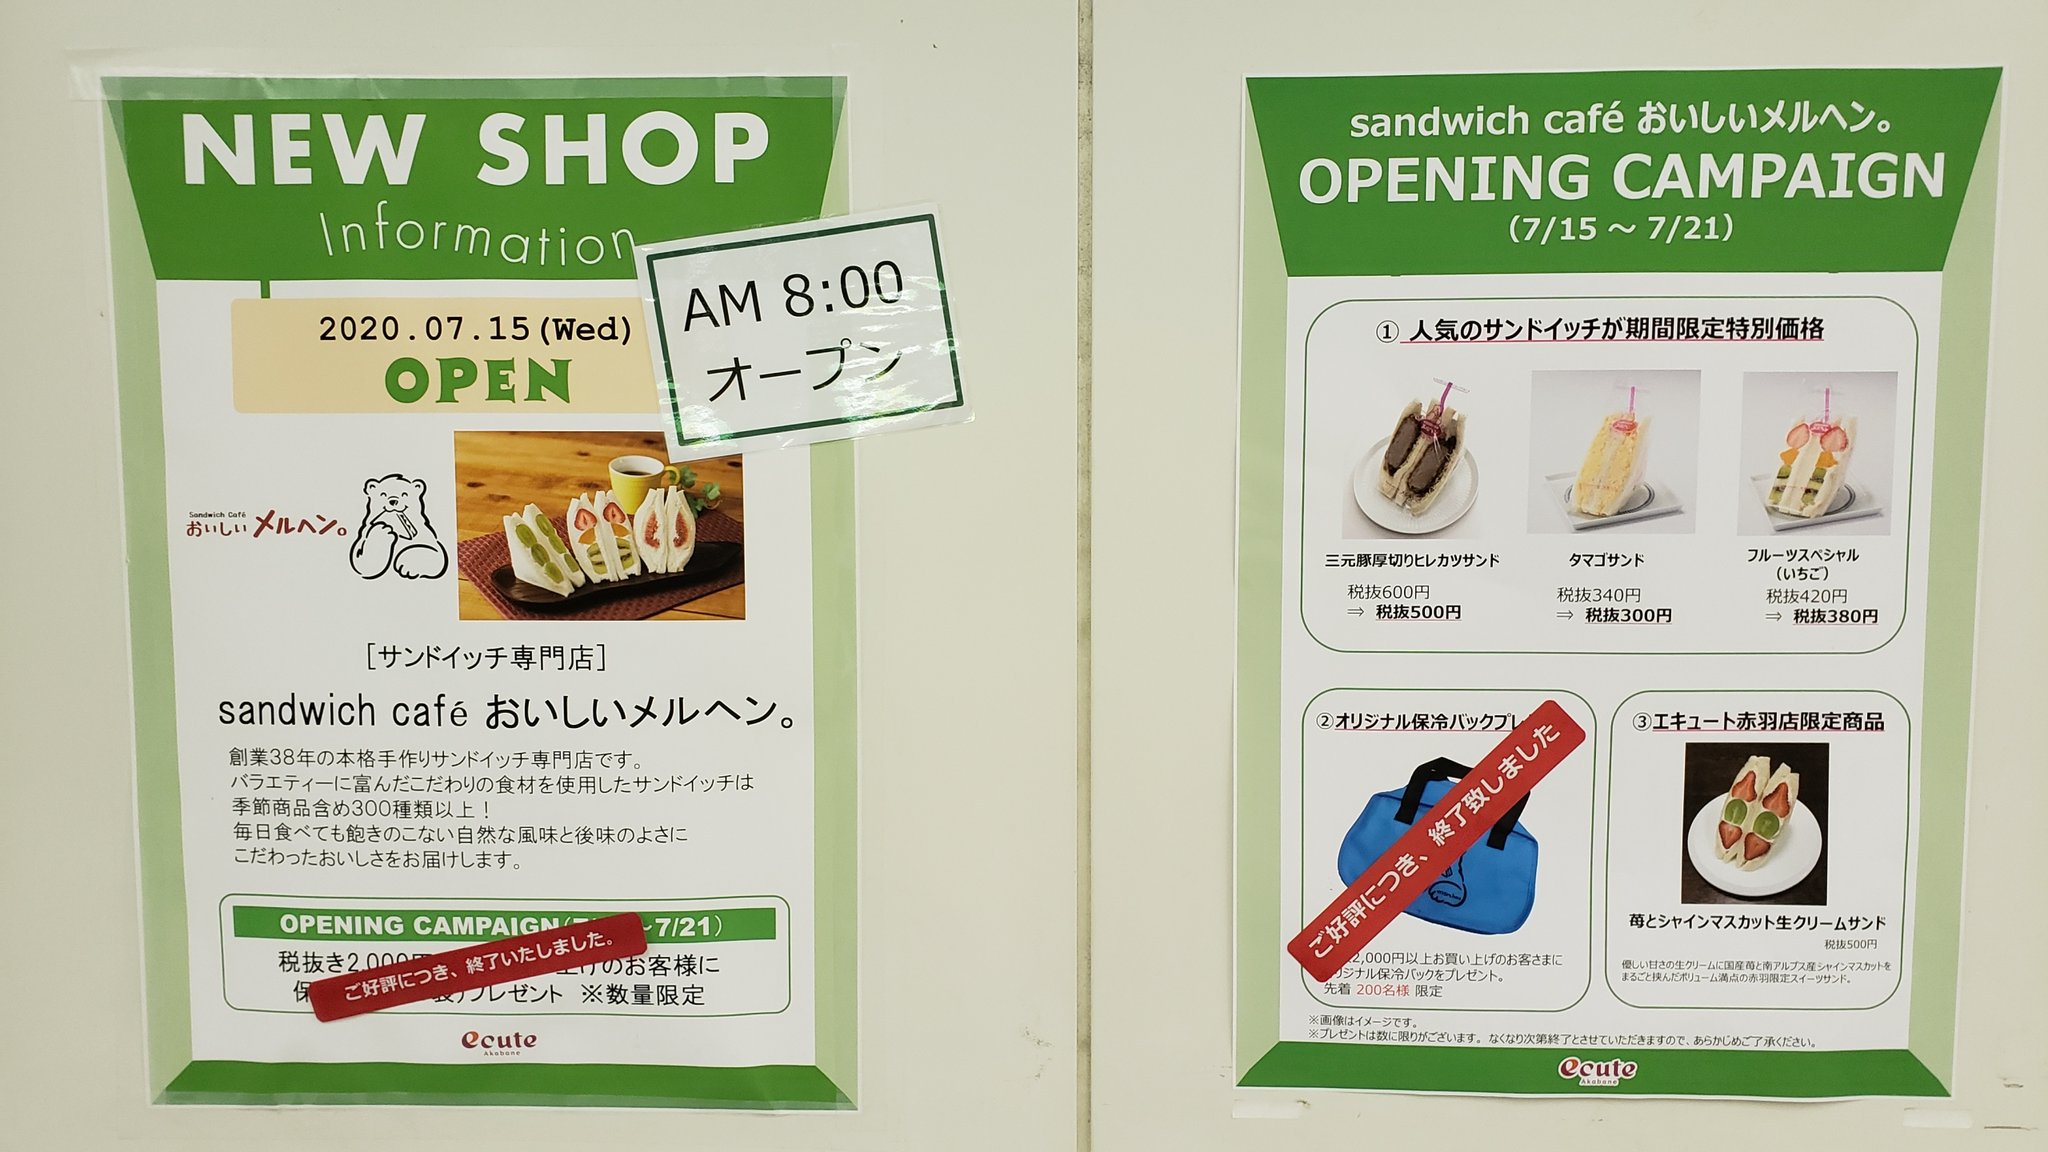 NEW SHOP
Information
2020.07.15(Wed)
OPEN
AM 8:00
オープン
Sandwich Café
おいしいメルヘン。
[サンドイッチ専門店]
sandwich café おいしいメルヘン。
創業38年の本格手作りサンドイッチ専門店です。
バラエティーに富んだこだわりの食材を使用したサンドイッチは
季節商品含め300種類以上！
毎日食べても飽きのこない自然な風味と後味のよさに
こだわったおいしさをお届けします。
OPENING CAMPAIGN(7/ ～7/21)
税抜き2,000円 上げのお客様に
保 プレゼント ※数量限定
ご好評につき、終了いたしました。
ecute
Akabane
sandwich café おいしいメルヘン。
OPENING CAMPAIGN
(7/15 ～ 7/21)
① 人気のサンドイッチが期間限定特別価格
三元豚厚切りヒレカツサンド
税抜600円
⇒ 税抜500円
タマゴサンド
税抜340円
⇒ 税抜300円
フルーツスペシャル
(いちご)
税抜420円
⇒ 税抜380円
②オリジナル保冷バックプレ
ご好評につき、終了致しました
2,000円以上お買い上げのお客さまに
リジナル保冷バックをプレゼント。
先着 200名様 限定
③エキュート赤羽店限定商品
苺とシャインマスカット生クリームサンド
税抜500円
優しい甘さの生クリームに国産苺と南アルプス産シャインマスカットを
まるごと挟んだボリューム満点の赤羽限定スイーツサンド。
※画像はイメージです。
※プレゼントは数に限りがございます。なくなり次第終了とさせていただきますので、あらかじめご了承ください。
ecute
Akabane